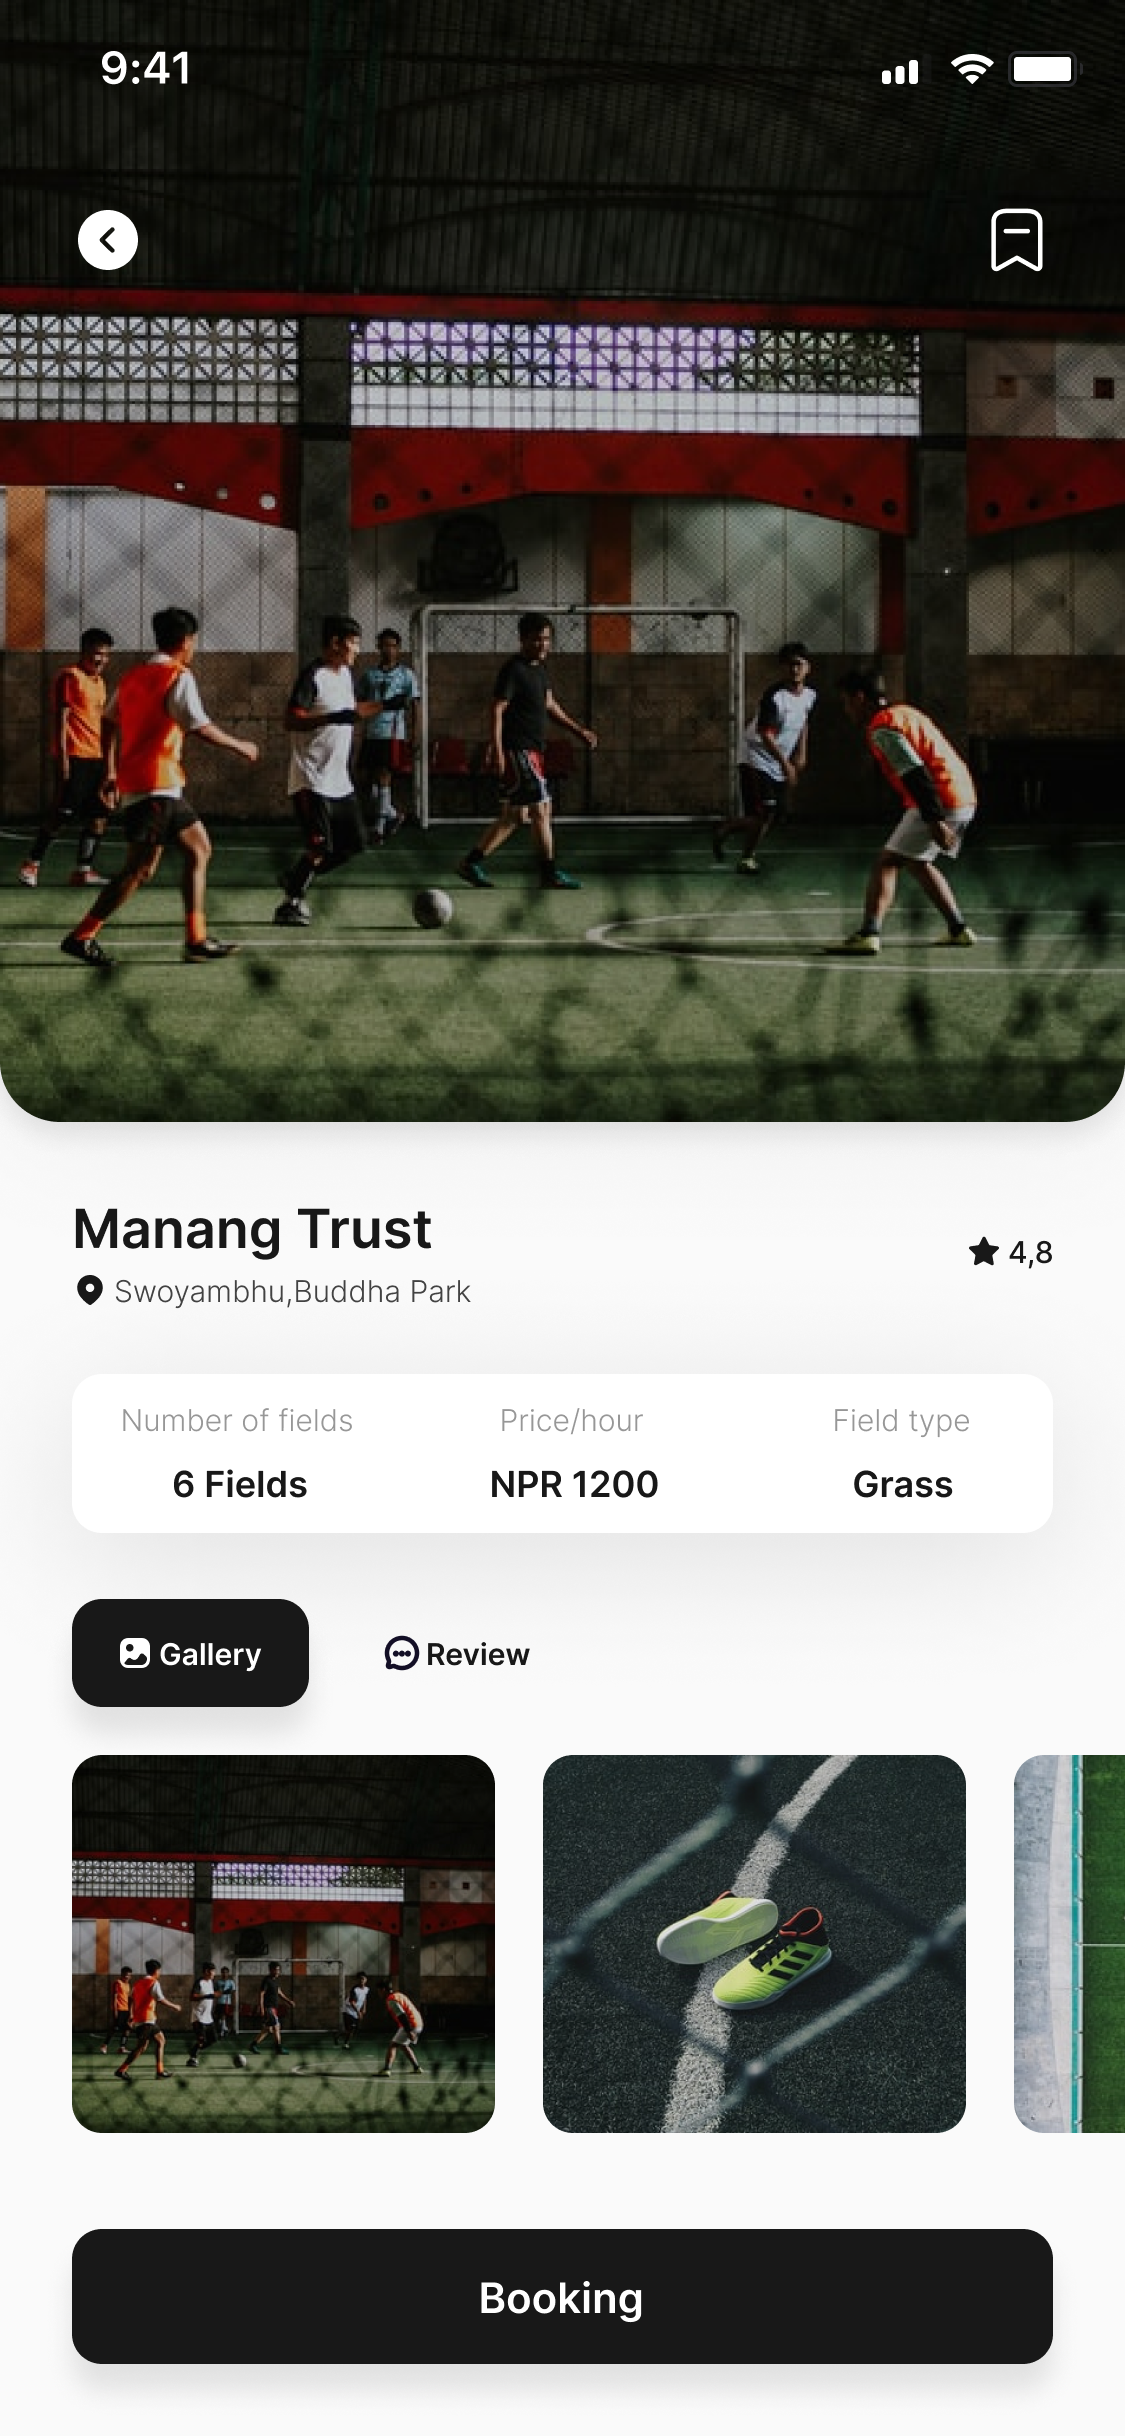 9:41
Manang Trust
4,8
Swoyambhu,Buddha Park
Number of fields
Price/hour
Field type
6 Fields
NPR 1200
Grass
Gallery
Review
Booking